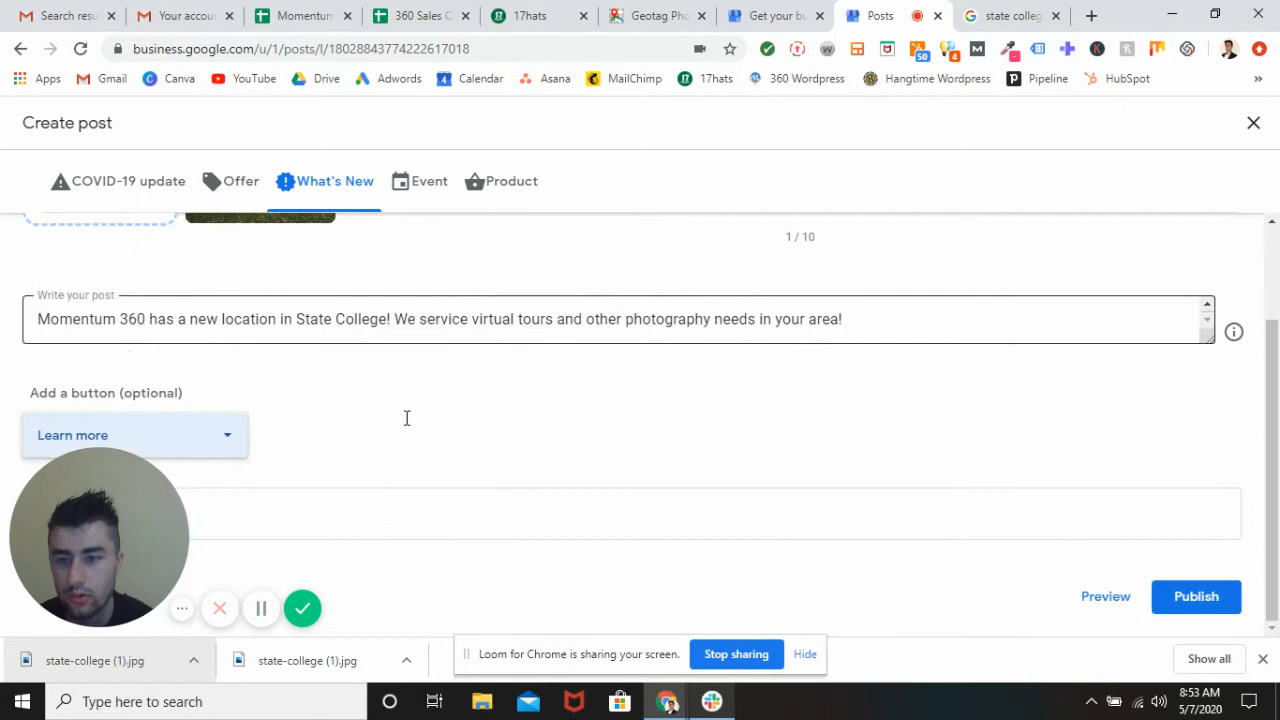 Search resu
Your accou
Momentum
360 Sales C
17hats
Geotag Pho
Get your bu
Posts
state colleg
business.google.com/u/1/posts/l/18028843774222617018
50
4
Apps
Gmail
Canva
YouTube
Drive
Adwords
Calendar
Asana
MailChimp
17hats
360 Wordpress
Hangtime Wordpress
Pipeline
HubSpot
»
Create post
COVID-19 update
Offer
What's New
Event
Product
1 / 10
Write your post
Momentum 360 has a new location in State College! We service virtual tours and other photography needs in your area!
Add a button (optional)
Learn more
Preview
Publish
state-college (1).jpg
state-college (1).jpg
Loom for Chrome is sharing your screen.
Stop sharing
Hide
Show all
Type here to search
8:53 AM
5/7/2020